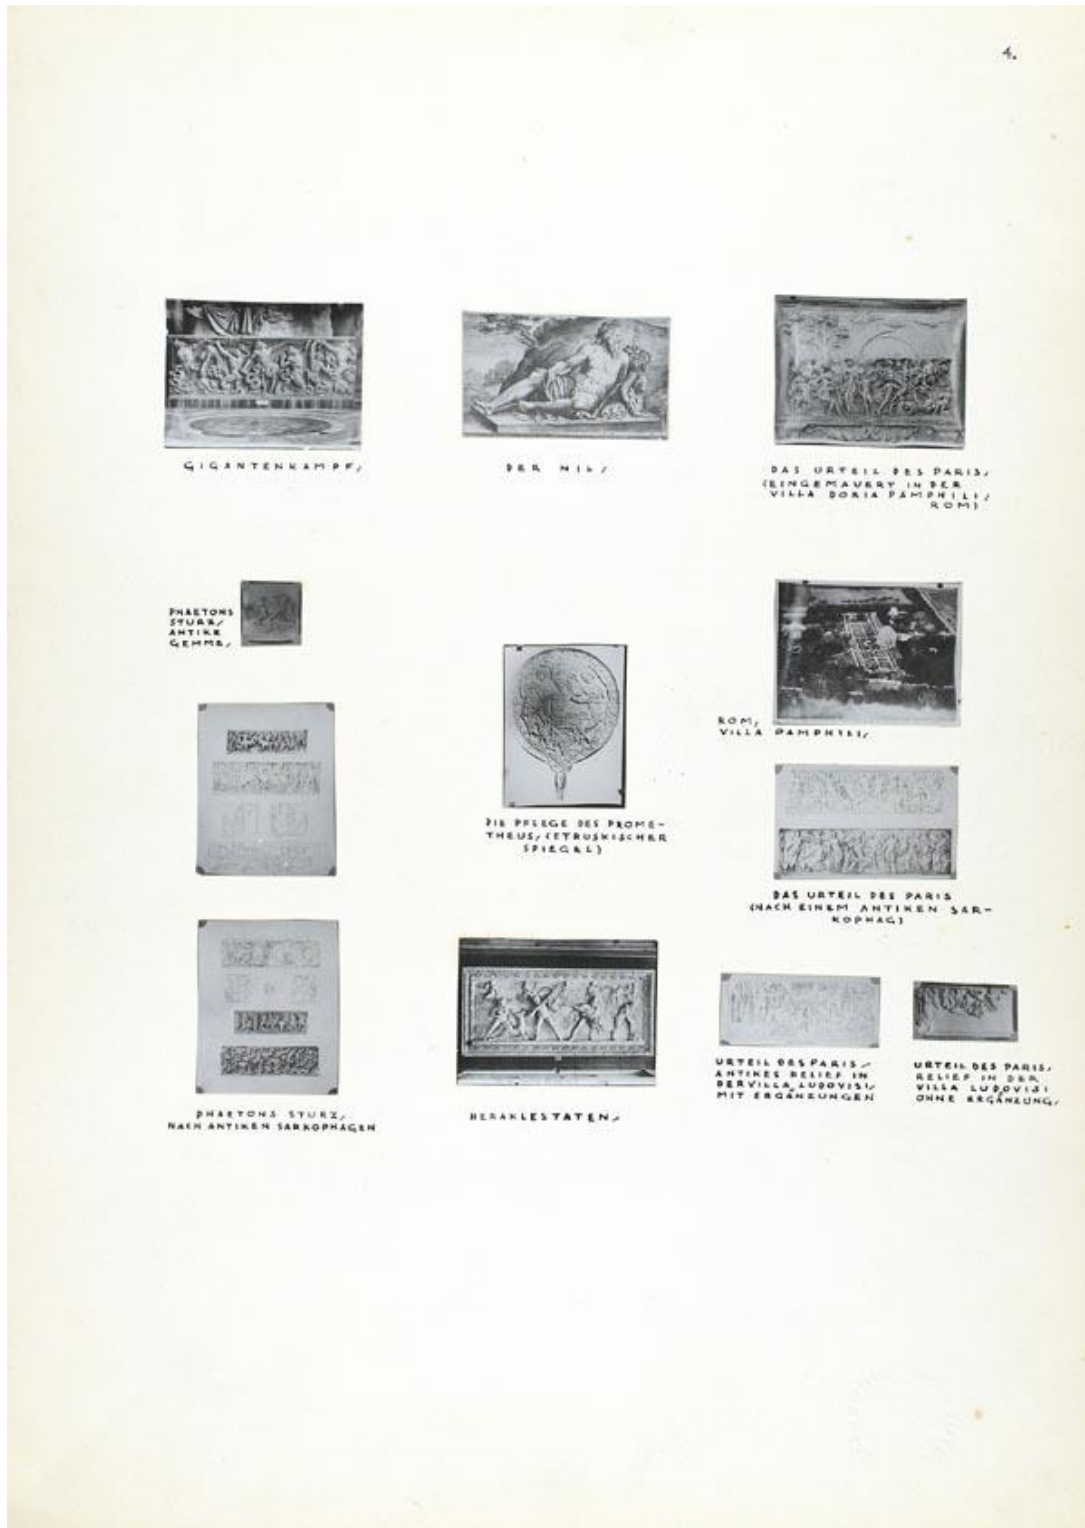 4.
GIGANTENKAMPF,
DER NIL,
DAS URTEIL DES PARIS,
(EINGEMAUERT IN DER
VILLA DORIA PAMPHILI,
ROM)
PHAETONS
STURZ,
ANTIKE
GEMME,
ROM,
VILLA PAMPHILI,
DIE PFLEGE DES PROME-
THEUS, (ETRUSKISCHER
SPIEGEL)
DAS URTEIL DES PARIS
(NACH EINEM ANTIKEN SAR-
KOPHAG)
PHAETONS STURZ,
NACH ANTIKEN SARKOPHAGEN
HERAKLESTATEN,
URTEIL DES PARIS,
ANTIKES RELIEF IN
DER VILLA LUDOVISI,
MIT ERGÄNZUNGEN
URTEIL DES PARIS,
RELIEF IN DER
VILLA LUDOVISI
OHNE ERGÄNZUNG,